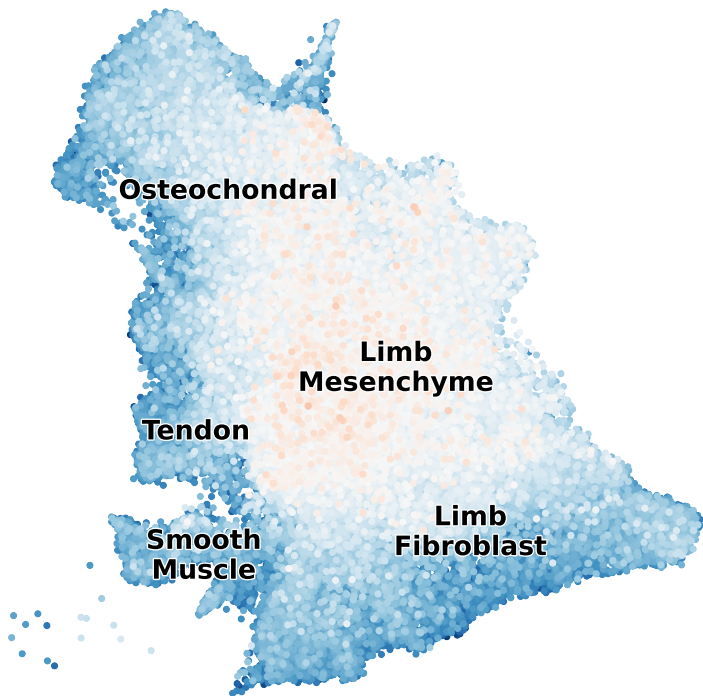 Osteochondral
Limb
Mesenchyme
Tendon
Limb
Fibroblast
Smooth
Muscle